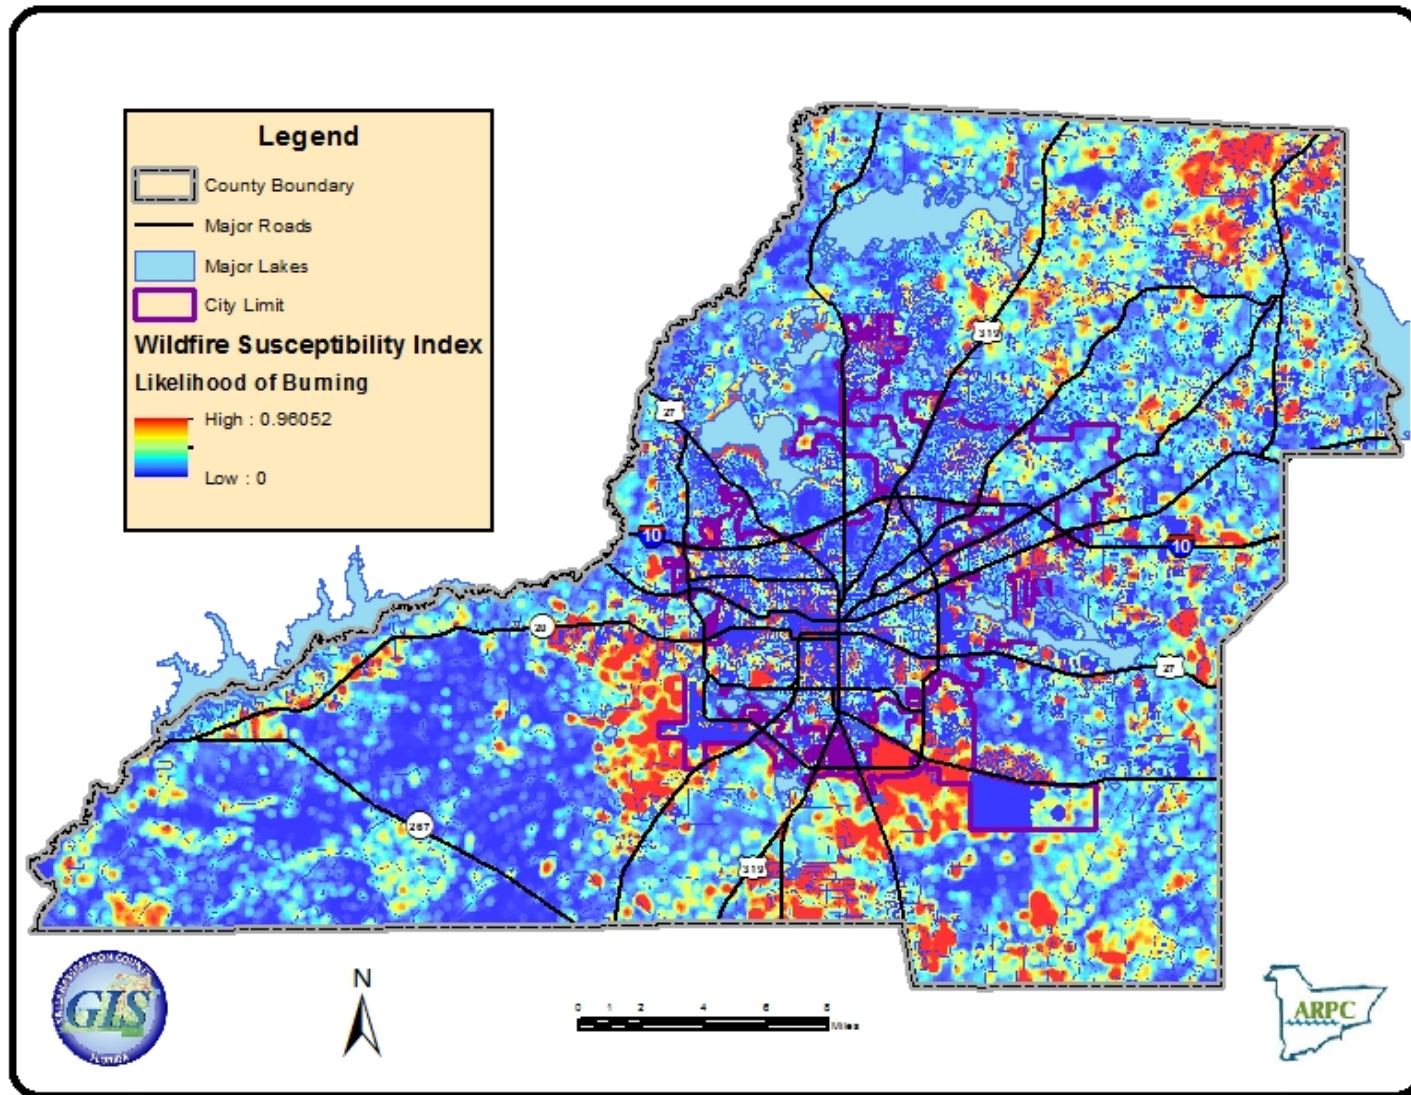 Legend
County Boundary
Major Roads
Major Lakes
City Limit
Wildfire Susceptibility Index
Likelihood of Burning
High : 0.96052
Low : 0
319
27
10
10
20
27
267
319
GIS
FLORIDA
N
0 1 2 4 6 8
Miles
ARPC